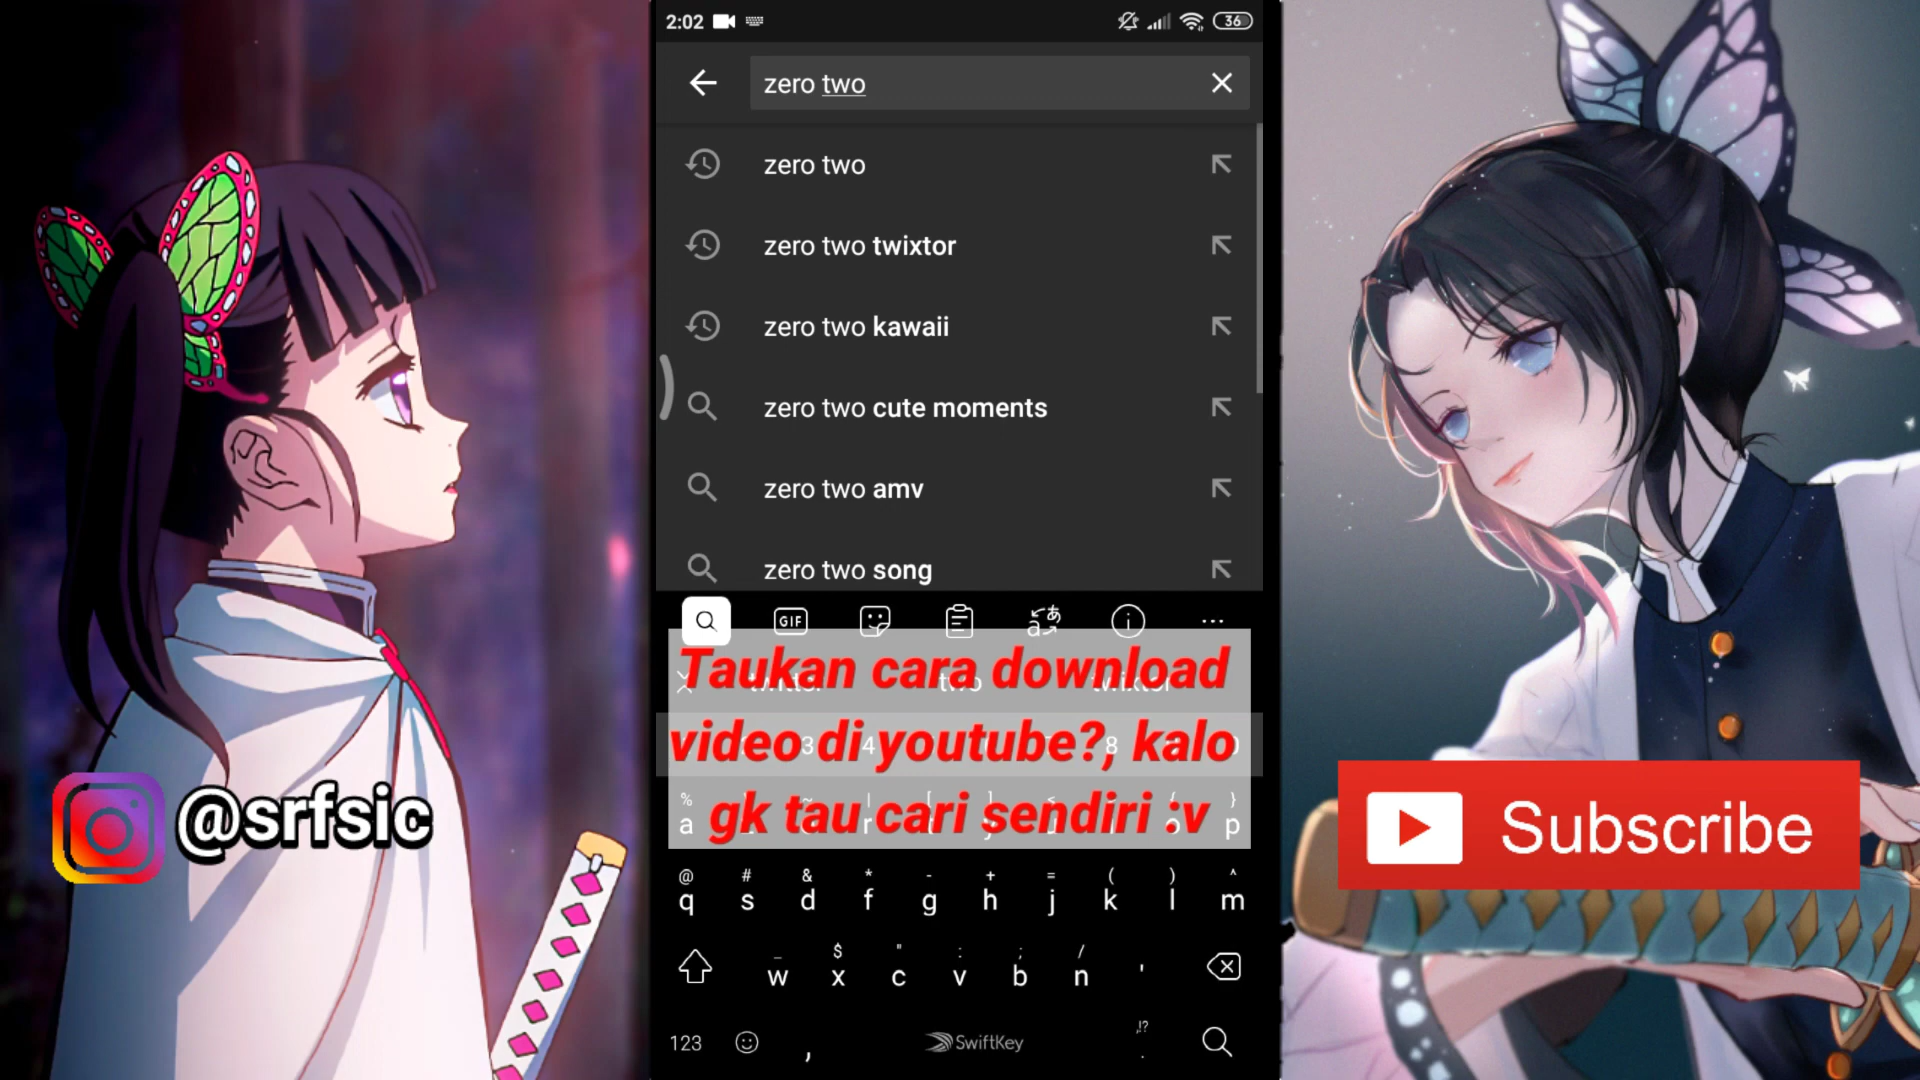 2:02
36
zero two
zero two
zero two twixtor
zero two kawaii
zero two cute moments
zero two amv
zero two song
GIF
Taukan cara download
video di youtube?, kalo
gk tau cari sendiri :v
@srfsic
Subscribe
@ # & * - + = ( ) ^
q s d f g h j k l m
_ $ " : ; /
w x c v b n '
123 , SwiftKey ,!? .